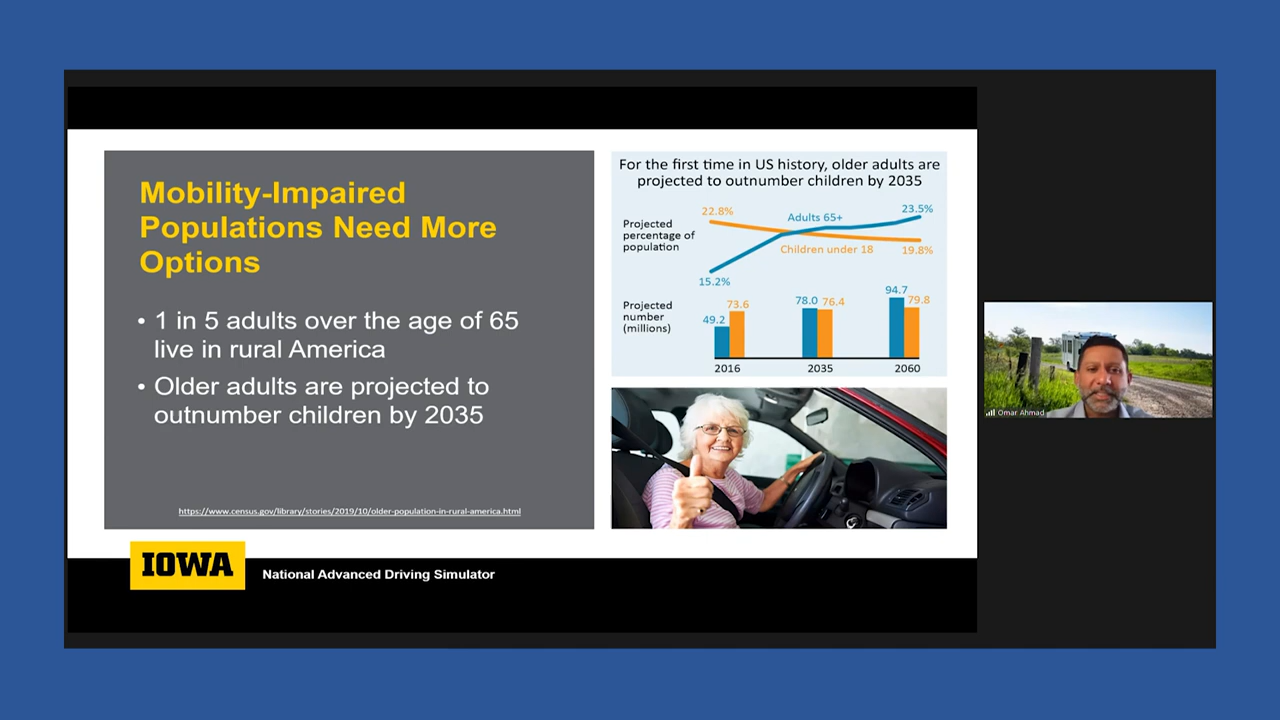 Mobility-Impaired
Populations Need More
Options
• 1 in 5 adults over the age of 65
live in rural America
• Older adults are projected to
outnumber children by 2035
https://www.census.gov/library/stories/2019/10/older-population-in-rural-america.html
For the first time in US history, older adults are
projected to outnumber children by 2035
Projected
percentage of
population
22.8%
Adults 65+
23.5%
15.2%
Children under 18
19.8%
Projected
number
(millions)
49.2
73.6
78.0
76.4
94.7
79.8
2016
2035
2060
IOWA
National Advanced Driving Simulator
Omar Ahmad